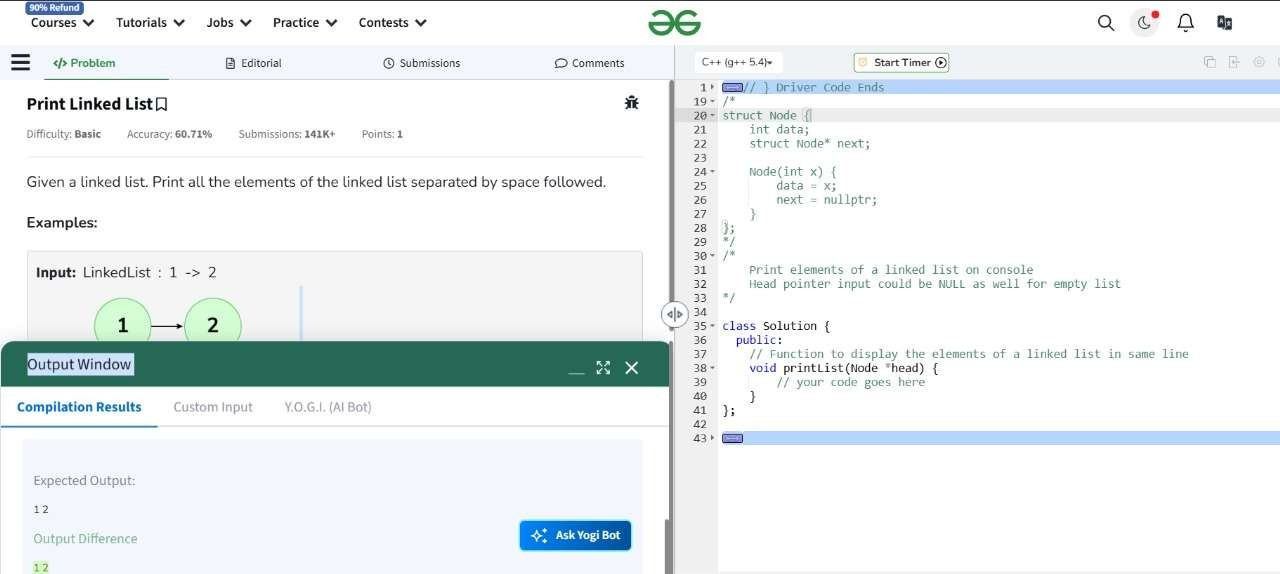 90% Refund
Courses Tutorials Jobs Practice Contests
Problem Editorial Submissions Comments
Print Linked List
Difficulty: Basic Accuracy: 60.71% Submissions: 141K+ Points: 1
Given a linked list. Print all the elements of the linked list separated by space followed.
Examples:
Input: LinkedList : 1 -> 2
1 2
Output Window
Compilation Results Custom Input Y.O.G.I. (AI Bot)
Expected Output:
1 2
Output Difference
1 2
Ask Yogi Bot
C++ (g++ 5.4) Start Timer
1 // } Driver Code Ends
19 /*
20 struct Node {
21 int data;
22 struct Node* next;
23
24 Node(int x) {
25 data = x;
26 next = nullptr;
27 }
28 };
29 */
30 /*
31 Print elements of a linked list on console
32 Head pointer input could be NULL as well for empty list
33 */
34
35 class Solution {
36 public:
37 // Function to display the elements of a linked list in same line
38 void printList(Node *head) {
39 // your code goes here
40 }
41 };
42
43